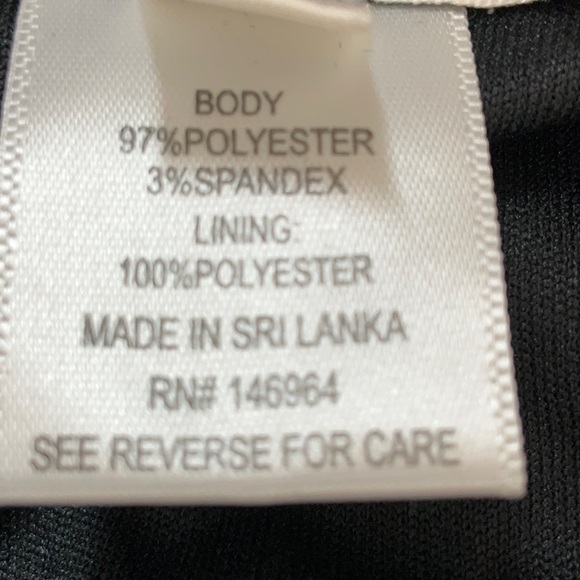 BODY
97%POLYESTER
3%SPANDEX
LINING:
100%POLYESTER
MADE IN SRI LANKA
RN# 146964
SEE REVERSE FOR CARE